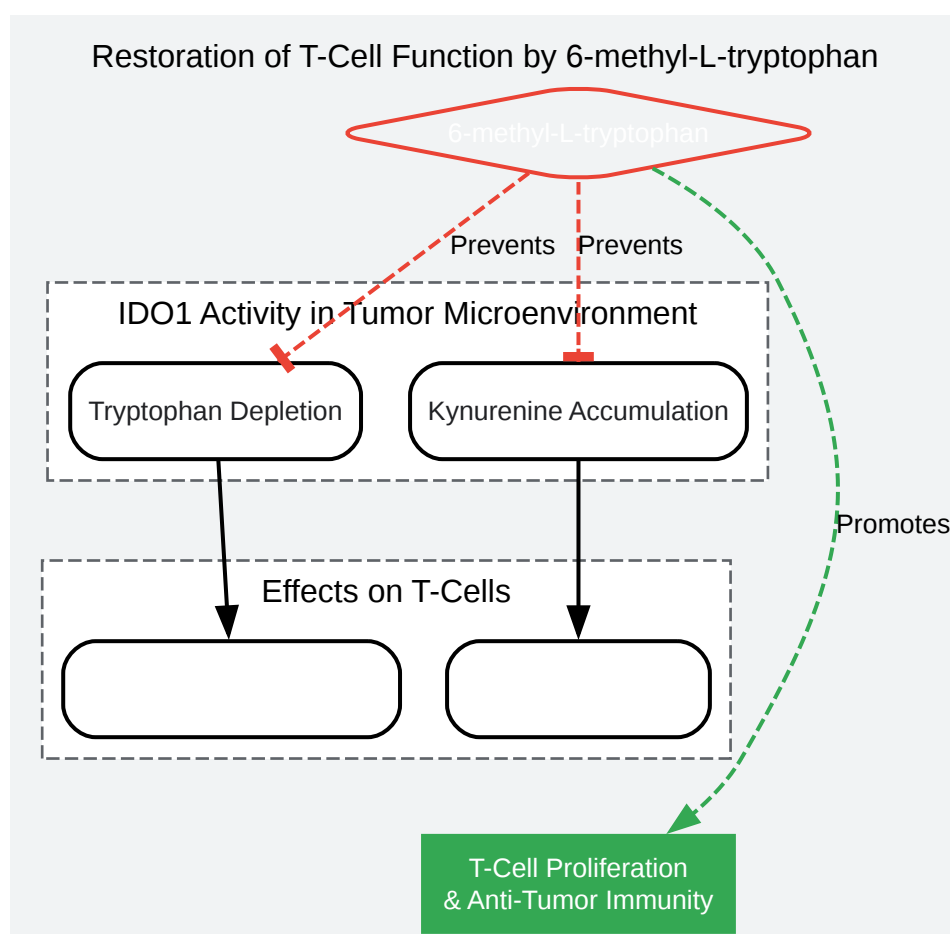 Restoration of T-Cell Function by 6-methyl-L-tryptophan
6-methyl-L-tryptophan
Prevents
Prevents
IDO1 Activity in Tumor Microenvironment
Tryptophan Depletion
Kynurenine Accumulation
Promotes
Effects on T-Cells
T-Cell Proliferation
& Anti-Tumor Immunity